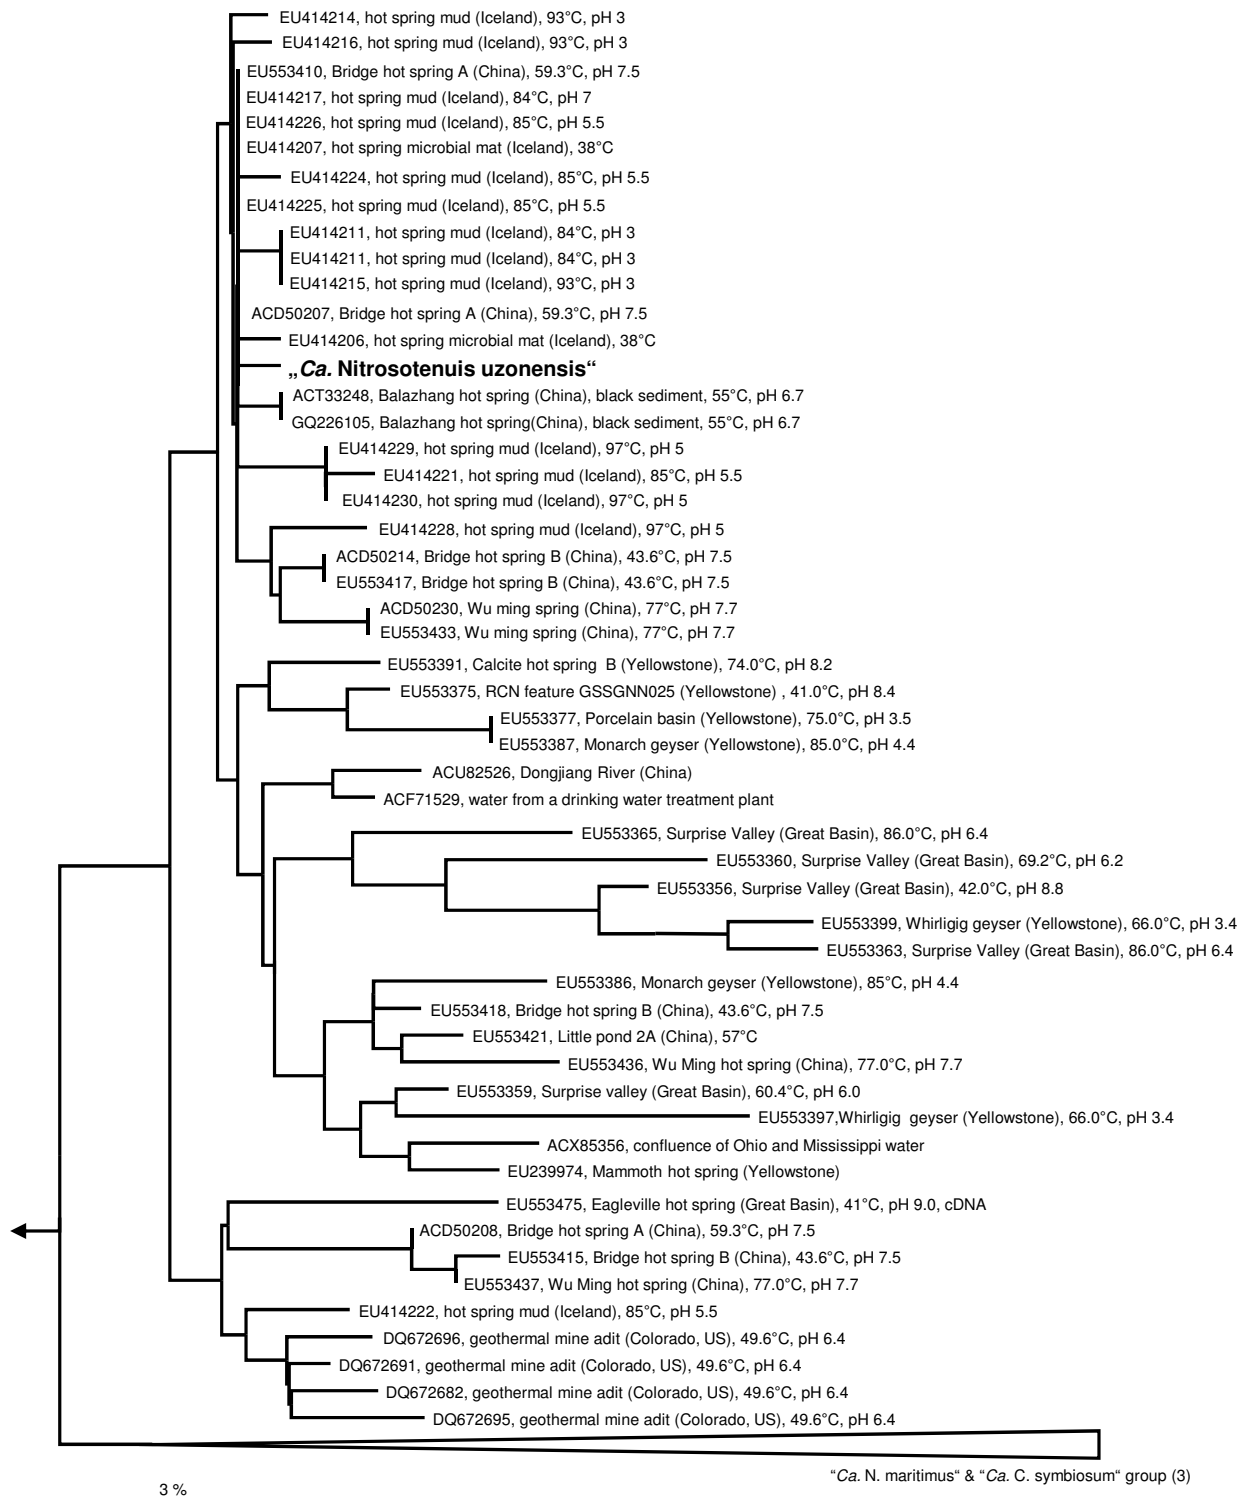 EU414214, hot spring mud (Iceland), 93°C, pH 3
EU414216, hot spring mud (Iceland), 93°C, pH 3
EU553410, Bridge hot spring A (China), 59.3°C, pH 7.5
EU414217, hot spring mud (Iceland), 84°C, pH 7
EU414226, hot spring mud (Iceland), 85°C, pH 5.5
EU414207, hot spring microbial mat (Iceland), 38°C
EU414224, hot spring mud (Iceland), 85°C, pH 5.5
EU414225, hot spring mud (Iceland), 85°C, pH 5.5
EU414211, hot spring mud (Iceland), 84°C, pH 3
EU414211, hot spring mud (Iceland), 84°C, pH 3
EU414215, hot spring mud (Iceland), 93°C, pH 3
ACD50207, Bridge hot spring A (China), 59.3°C, pH 7.5
EU414206, hot spring microbial mat (Iceland), 38°C
„Ca. Nitrosotenuis uzonensis“
ACT33248, Balazhang hot spring (China), black sediment, 55°C, pH 6.7
GQ226105, Balazhang hot spring(China), black sediment, 55°C, pH 6.7
EU414229, hot spring mud (Iceland), 97°C, pH 5
EU414221, hot spring mud (Iceland), 85°C, pH 5.5
EU414230, hot spring mud (Iceland), 97°C, pH 5
EU414228, hot spring mud (Iceland), 97°C, pH 5
ACD50214, Bridge hot spring B (China), 43.6°C, pH 7.5
EU553417, Bridge hot spring B (China), 43.6°C, pH 7.5
ACD50230, Wu ming spring (China), 77°C, pH 7.7
EU553433, Wu ming spring (China), 77°C, pH 7.7
EU553391, Calcite hot spring B (Yellowstone), 74.0°C, pH 8.2
EU553375, RCN feature GSSGNN025 (Yellowstone) , 41.0°C, pH 8.4
EU553377, Porcelain basin (Yellowstone), 75.0°C, pH 3.5
EU553387, Monarch geyser (Yellowstone), 85.0°C, pH 4.4
ACU82526, Dongjiang River (China)
ACF71529, water from a drinking water treatment plant
EU553365, Surprise Valley (Great Basin), 86.0°C, pH 6.4
EU553360, Surprise Valley (Great Basin), 69.2°C, pH 6.2
EU553356, Surprise Valley (Great Basin), 42.0°C, pH 8.8
EU553399, Whirligig geyser (Yellowstone), 66.0°C, pH 3.4
EU553363, Surprise Valley (Great Basin), 86.0°C, pH 6.4
EU553386, Monarch geyser (Yellowstone), 85°C, pH 4.4
EU553418, Bridge hot spring B (China), 43.6°C, pH 7.5
EU553421, Little pond 2A (China), 57°C
EU553436, Wu Ming hot spring (China), 77.0°C, pH 7.7
EU553359, Surprise valley (Great Basin), 60.4°C, pH 6.0
EU553397,Whirligig geyser (Yellowstone), 66.0°C, pH 3.4
ACX85356, confluence of Ohio and Mississippi water
EU239974, Mammoth hot spring (Yellowstone)
EU553475, Eagleville hot spring (Great Basin), 41°C, pH 9.0, cDNA
ACD50208, Bridge hot spring A (China), 59.3°C, pH 7.5
EU553415, Bridge hot spring B (China), 43.6°C, pH 7.5
EU553437, Wu Ming hot spring (China), 77.0°C, pH 7.7
EU414222, hot spring mud (Iceland), 85°C, pH 5.5
DQ672696, geothermal mine adit (Colorado, US), 49.6°C, pH 6.4
DQ672691, geothermal mine adit (Colorado, US), 49.6°C, pH 6.4
DQ672682, geothermal mine adit (Colorado, US), 49.6°C, pH 6.4
DQ672695, geothermal mine adit (Colorado, US), 49.6°C, pH 6.4
“Ca. N. maritimus“ & “Ca. C. symbiosum“ group (3)
3 %